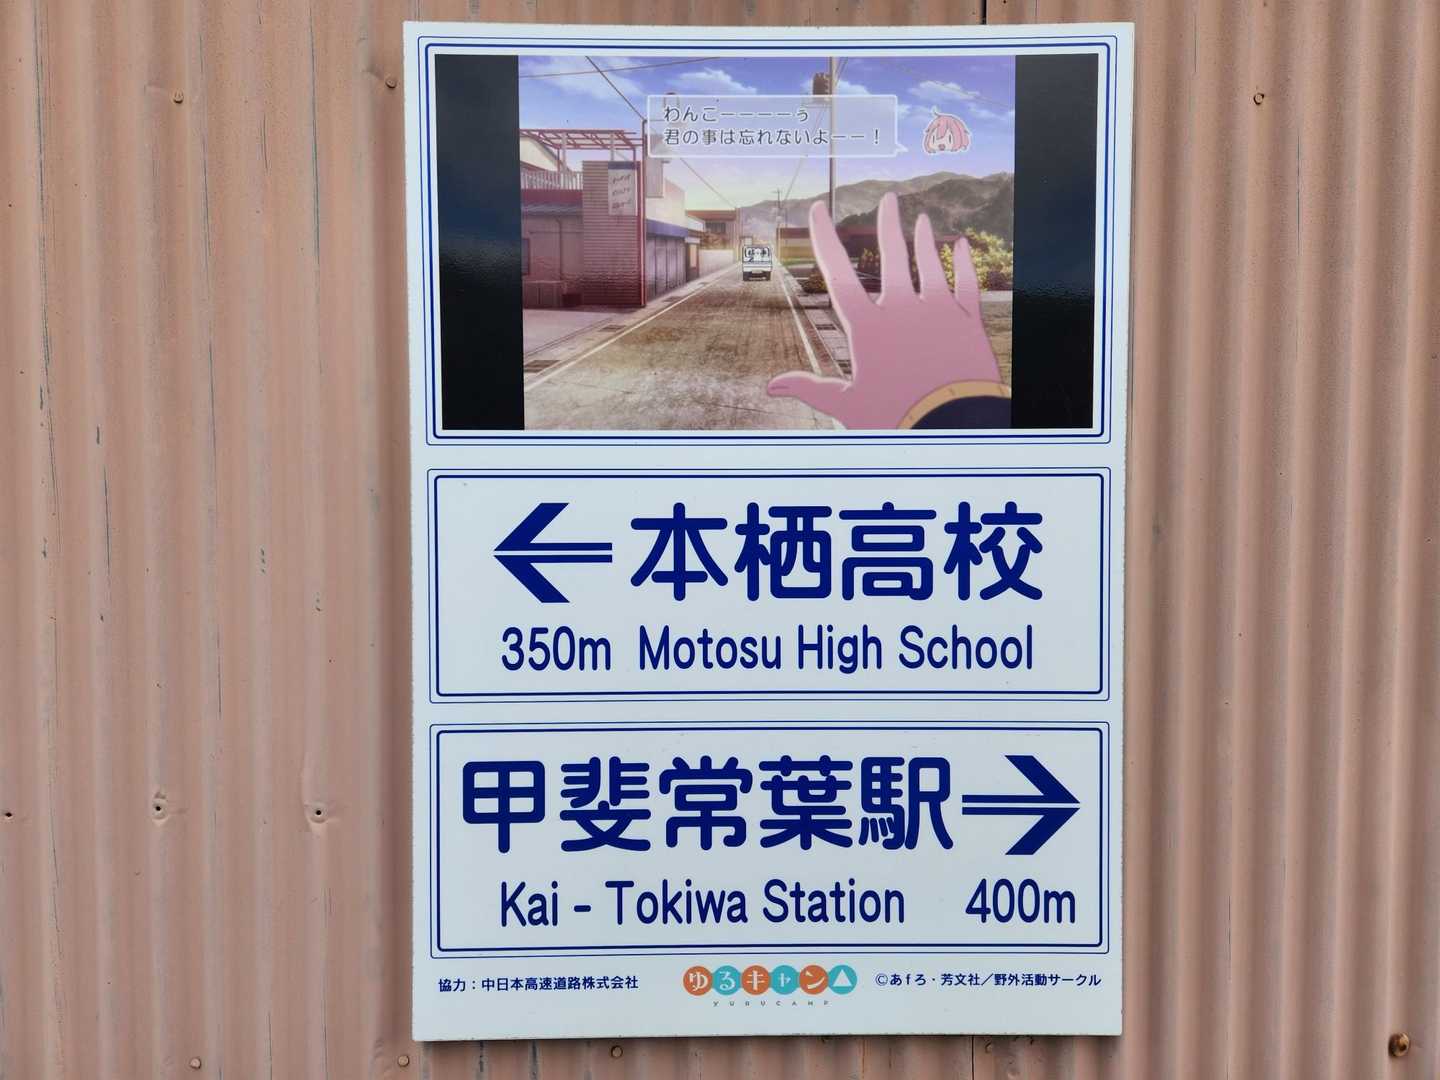 わんこーーーーぅ
君の事は忘れないよーー！
本栖高校
350m Motosu High School
甲斐常葉駅
Kai - Tokiwa Station 400m
協力：中日本高速道路株式会社
ゆるキャン△
YURUCAMP
©あfろ・芳文社／野外活動サークル